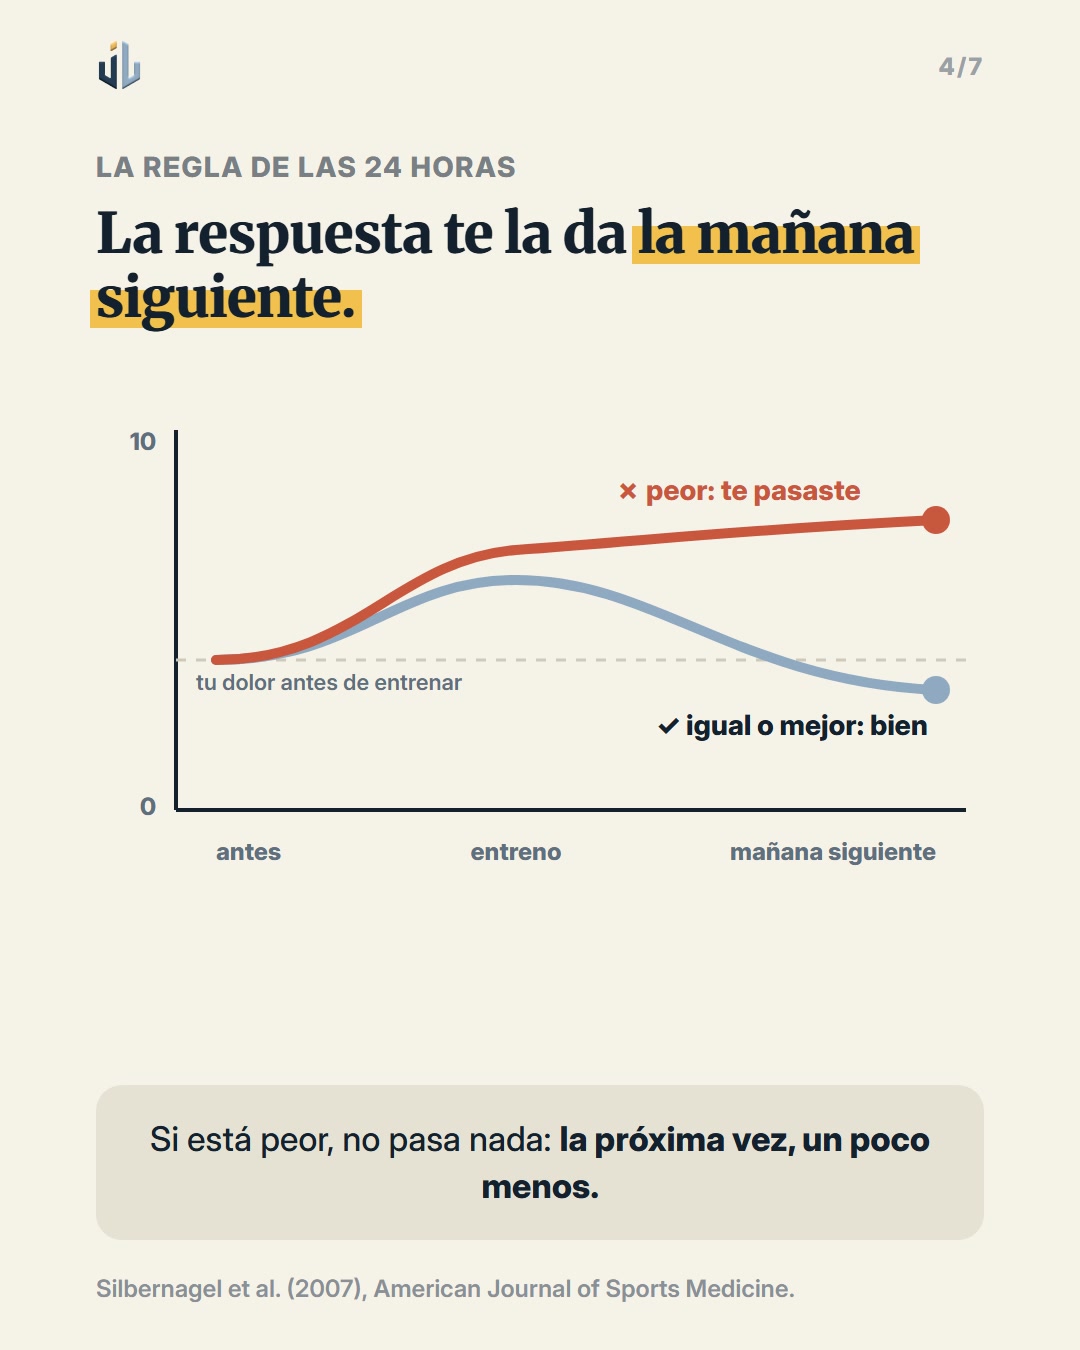 4/7
LA REGLA DE LAS 24 HORAS
La respuesta te la da la mañana
siguiente.
10
✕ peor: te pasaste
tu dolor antes de entrenar
✓ igual o mejor: bien
0
antes entreno mañana siguiente
Si está peor, no pasa nada: la próxima vez, un poco
menos.
Silbernagel et al. (2007), American Journal of Sports Medicine.